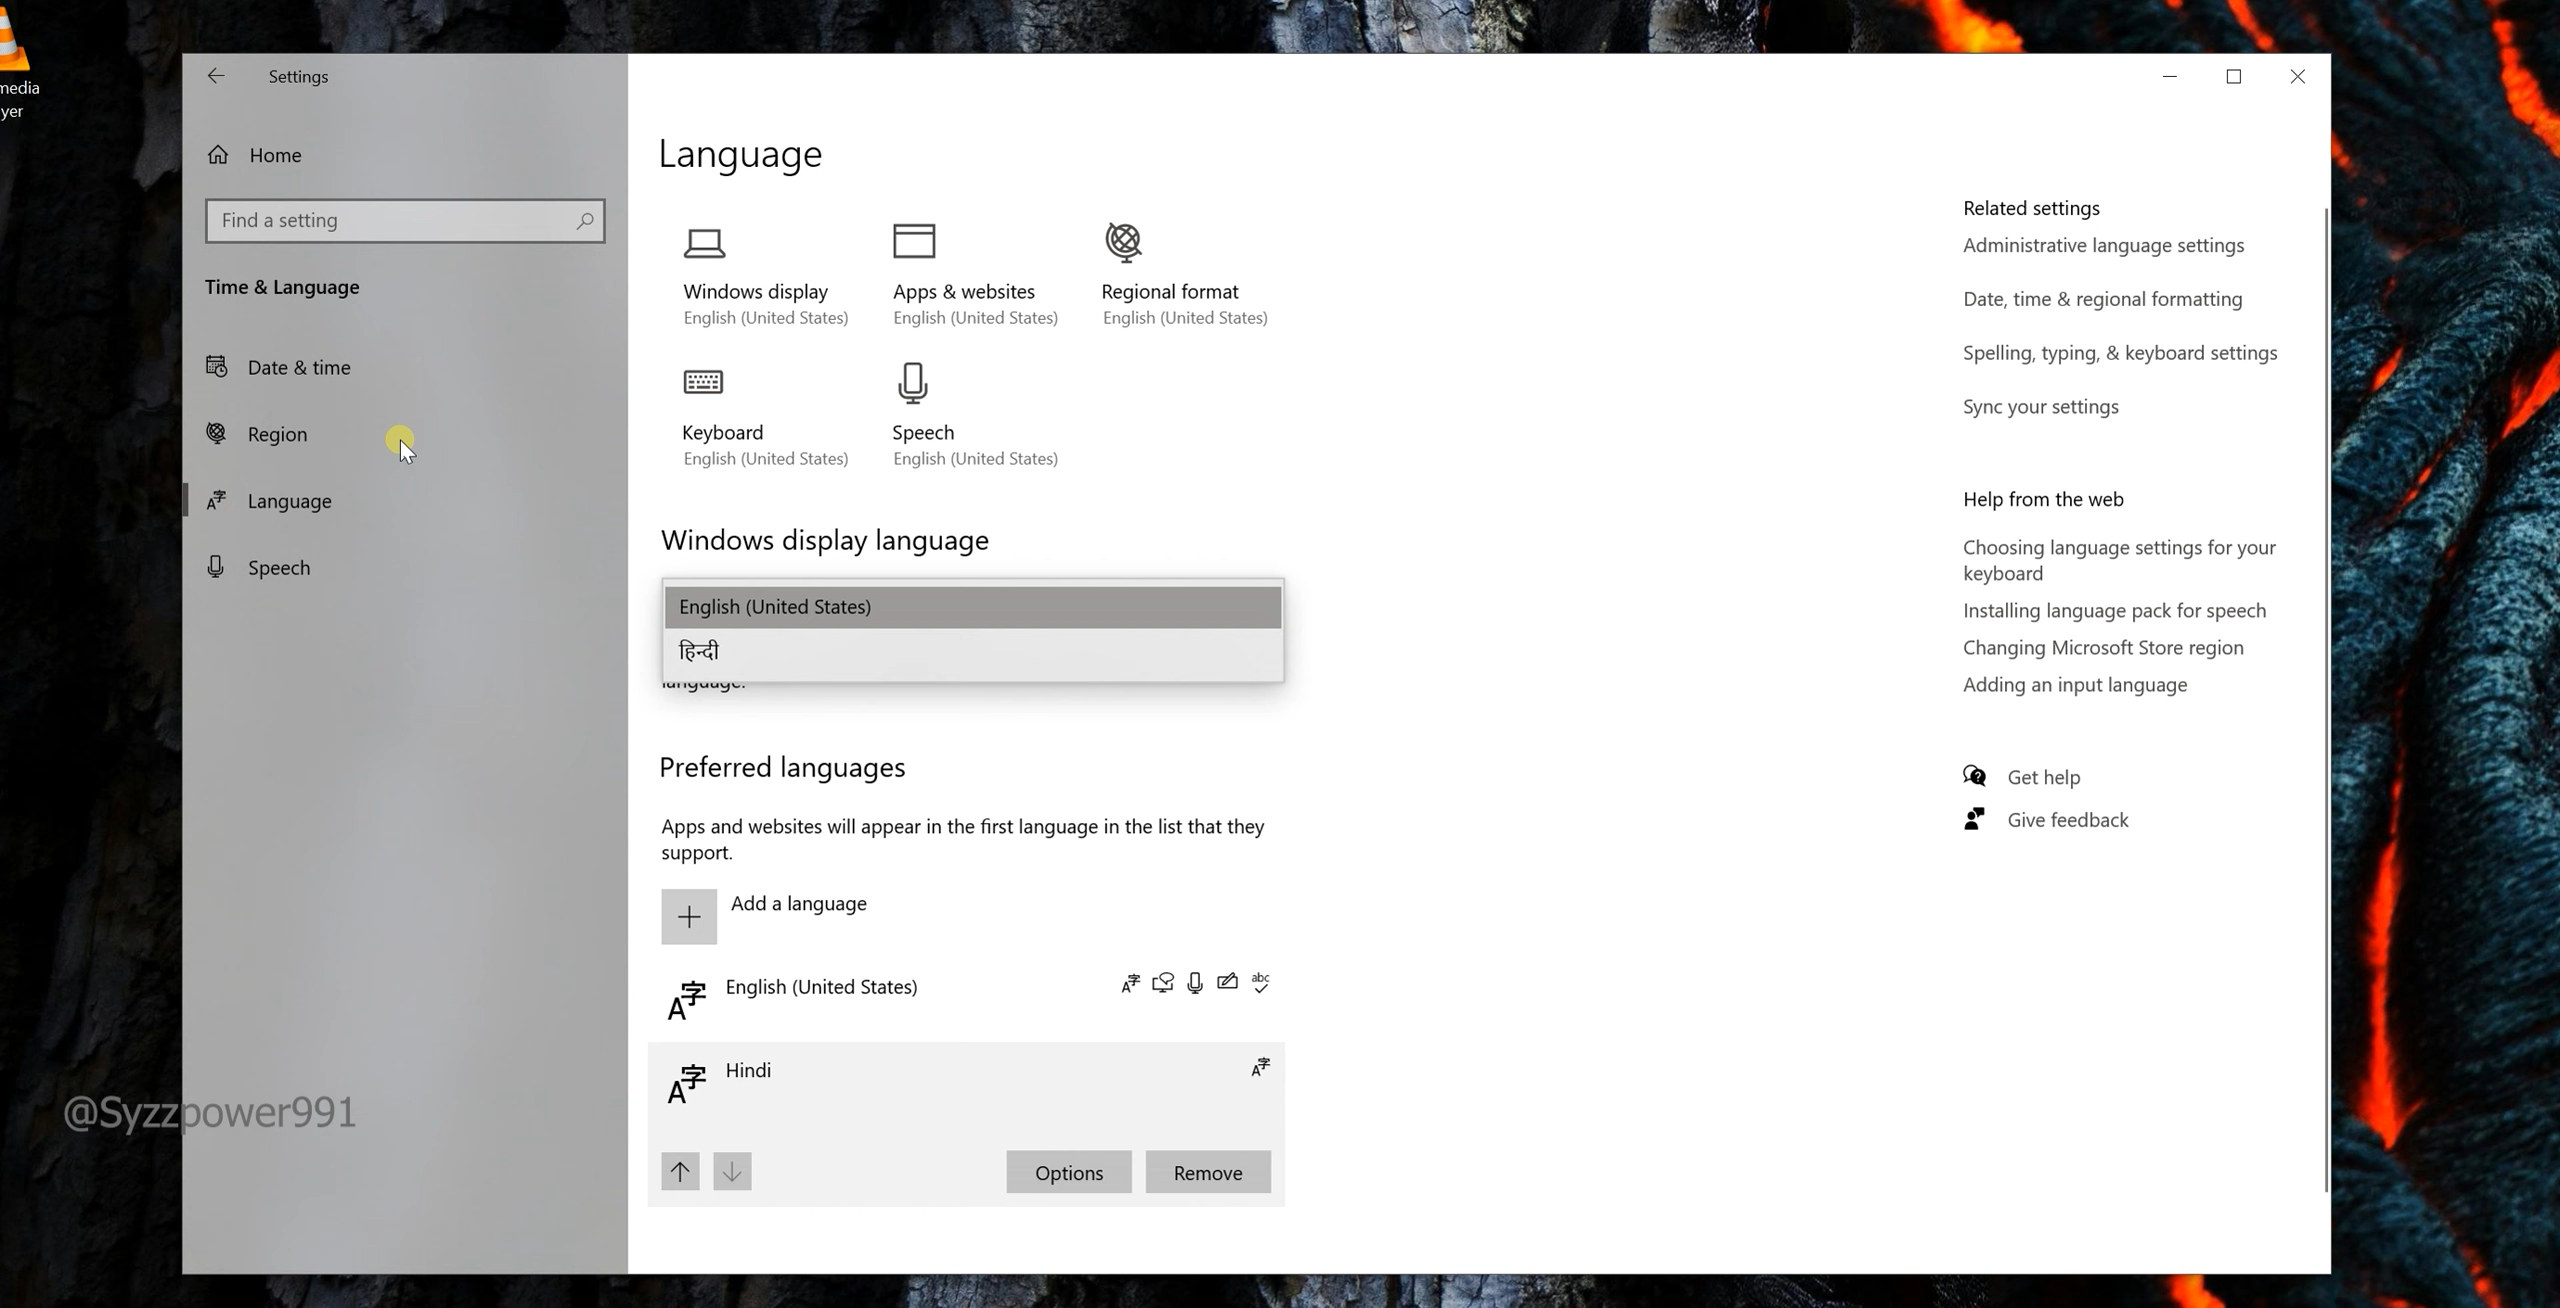 media
yer
Settings
Home
Find a setting
Time & Language
Date & time
Region
Language
Speech
@Syzzpower991
Language
Windows display
English (United States)
Apps & websites
English (United States)
Regional format
English (United States)
Keyboard
English (United States)
Speech
English (United States)
Windows display language
English (United States)
हिन्दी
language.
Preferred languages
Apps and websites will appear in the first language in the list that they
support.
Add a language
English (United States)
abc
Hindi
Options
Remove
Related settings
Administrative language settings
Date, time & regional formatting
Spelling, typing, & keyboard settings
Sync your settings
Help from the web
Choosing language settings for your
keyboard
Installing language pack for speech
Changing Microsoft Store region
Adding an input language
Get help
Give feedback